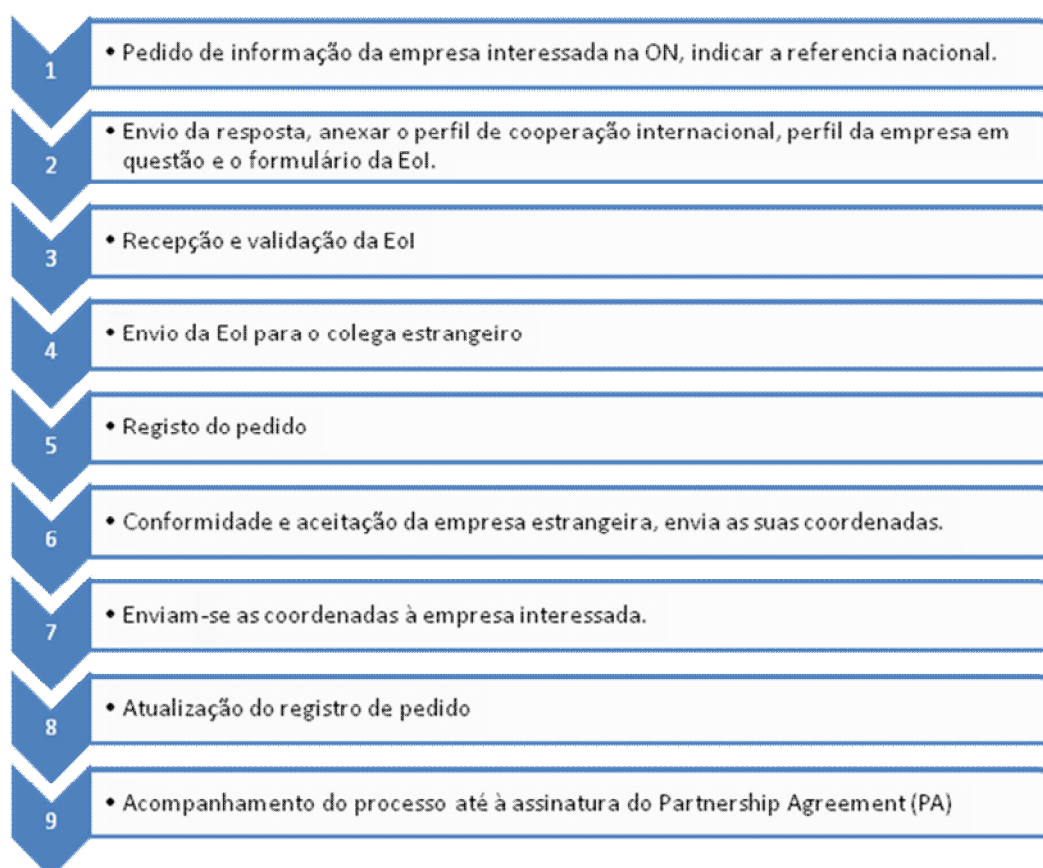 1
• Pedido de informação da empresa interessada na ON, indicar a referencia nacional.
2
• Envio da resposta, anexar o perfil de cooperação internacional, perfil da empresa em
questão e o formulário da EoI.
3
• Recepção e validação da EoI
4
• Envio da EoI para o colega estrangeiro
5
• Registo do pedido
6
• Conformidade e aceitação da empresa estrangeira, envia as suas coordenadas.
7
• Enviam-se as coordenadas à empresa interessada.
8
• Atualização do registro de pedido
9
• Acompanhamento do processo até à assinatura do Partnership Agreement (PA)